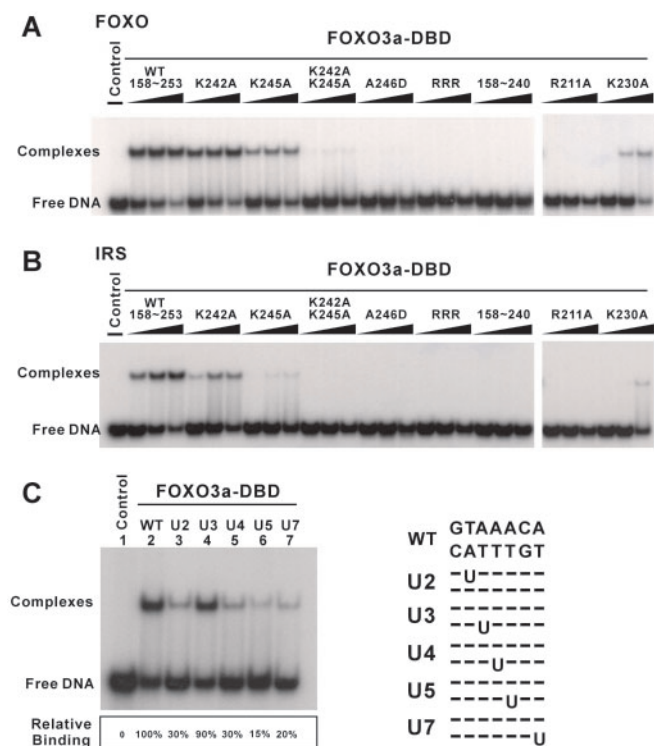 A FOXO
FOXO3a-DBD
Control
WT 158~253
K242A
K245A
K242A K245A
A246D
RRR
158~240
R211A
K230A
Complexes
Free DNA
B IRS
FOXO3a-DBD
Control
WT 158~253
K242A
K245A
K242A K245A
A246D
RRR
158~240
R211A
K230A
Complexes
Free DNA
C
FOXO3a-DBD
Control WT U2 U3 U4 U5 U7
1 2 3 4 5 6 7
Complexes
Free DNA
Relative Binding
0 100% 30% 90% 30% 15% 20%
WT
GTAAACA
CATTTGT
U2
U
U3
U
U4
U
U5
U
U7
U